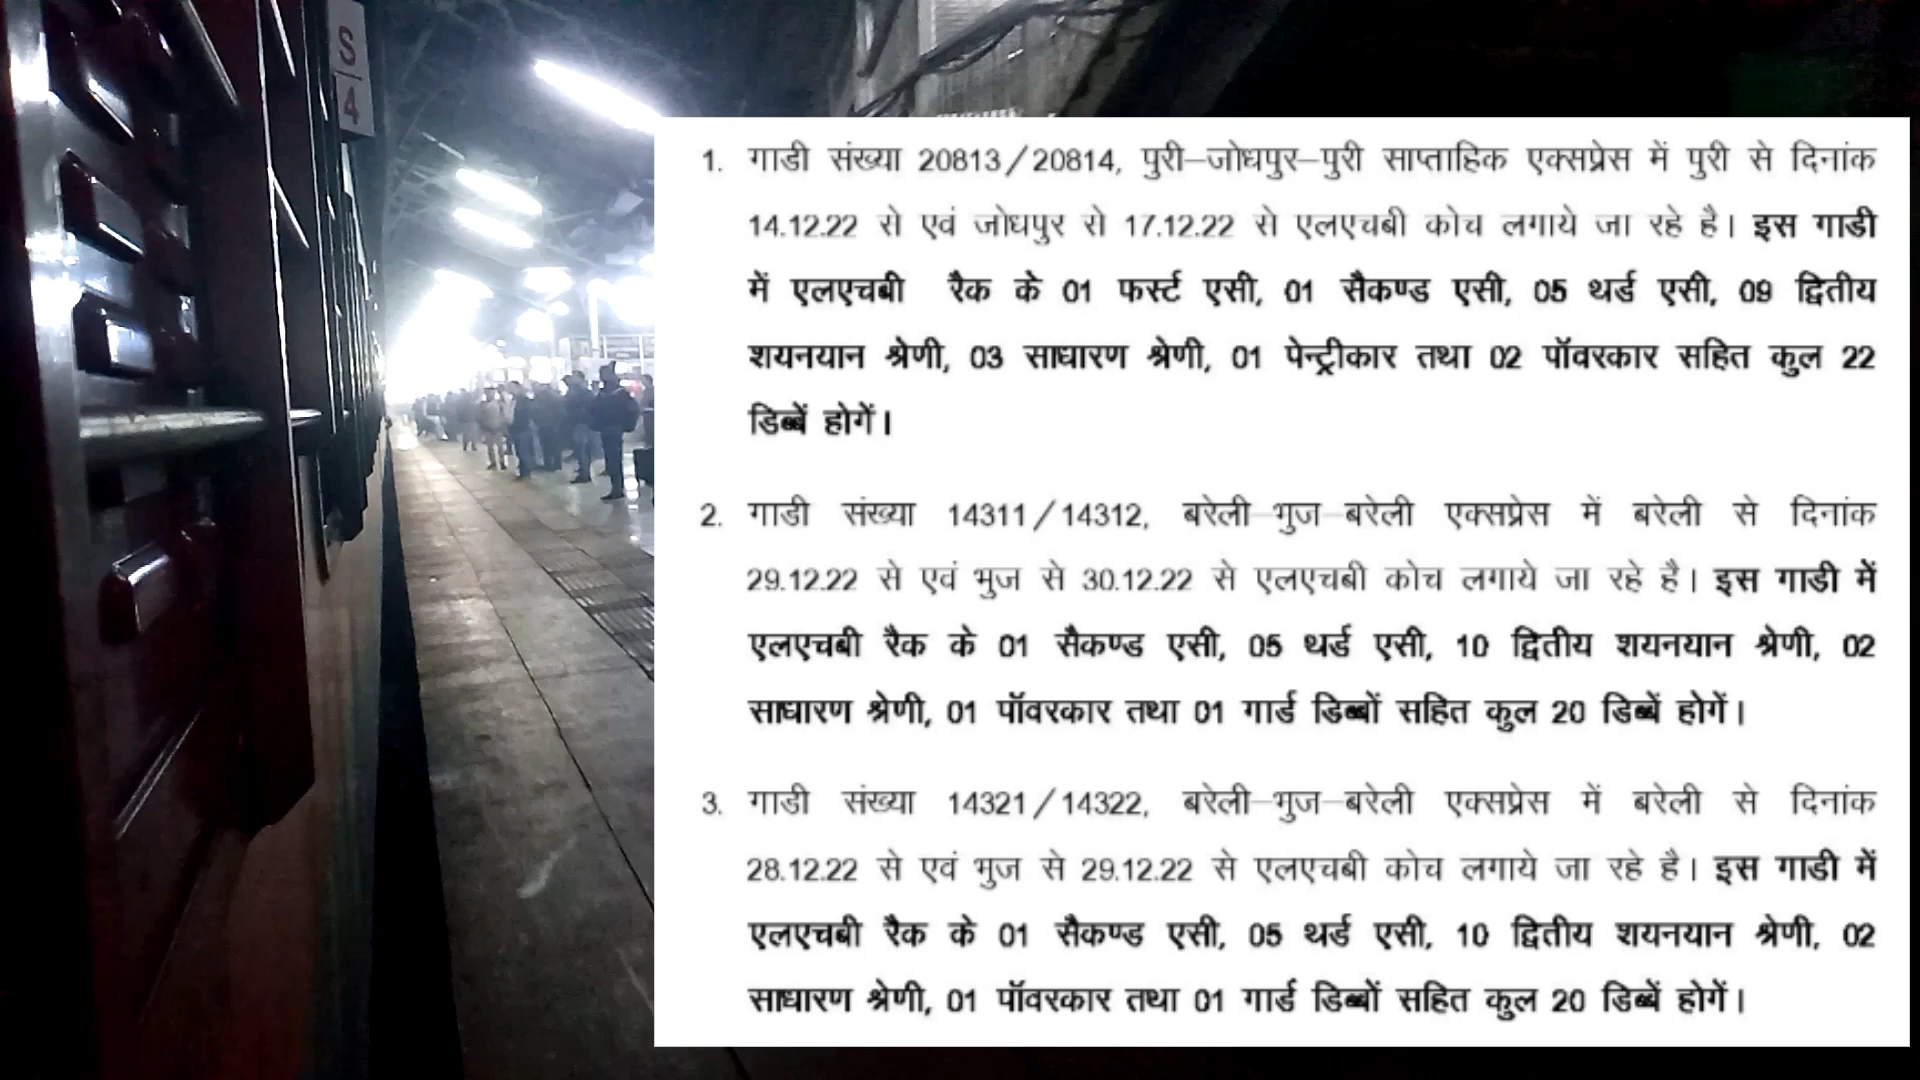 S
4
1. गाडी संख्या 20813/20814, पुरी–जोधपुर–पुरी साप्ताहिक एक्सप्रेस में पुरी से दिनांक
14.12.22 से एवं जोधपुर से 17.12.22 से एलएचबी कोच लगाये जा रहे है। इस गाडी
में एलएचबी रैक के 01 फर्स्ट एसी, 01 सैकण्ड एसी, 05 थर्ड एसी, 09 द्वितीय
शयनयान श्रेणी, 03 साधारण श्रेणी, 01 पेन्ट्रीकार तथा 02 पॉवरकार सहित कुल 22
डिब्बें होगें।
2. गाडी संख्या 14311/14312, बरेली–भुज–बरेली एक्सप्रेस में बरेली से दिनांक
29.12.22 से एवं भुज से 30.12.22 से एलएचबी कोच लगाये जा रहे है। इस गाडी में
एलएचबी रैक के 01 सैकण्ड एसी, 05 थर्ड एसी, 10 द्वितीय शयनयान श्रेणी, 02
साधारण श्रेणी, 01 पॉवरकार तथा 01 गार्ड डिब्बों सहित कुल 20 डिब्बें होगें।
3. गाडी संख्या 14321/14322, बरेली–भुज–बरेली एक्सप्रेस में बरेली से दिनांक
28.12.22 से एवं भुज से 29.12.22 से एलएचबी कोच लगाये जा रहे है। इस गाडी में
एलएचबी रैक के 01 सैकण्ड एसी, 05 थर्ड एसी, 10 द्वितीय शयनयान श्रेणी, 02
साधारण श्रेणी, 01 पॉवरकार तथा 01 गार्ड डिब्बों सहित कुल 20 डिब्बें होगें।